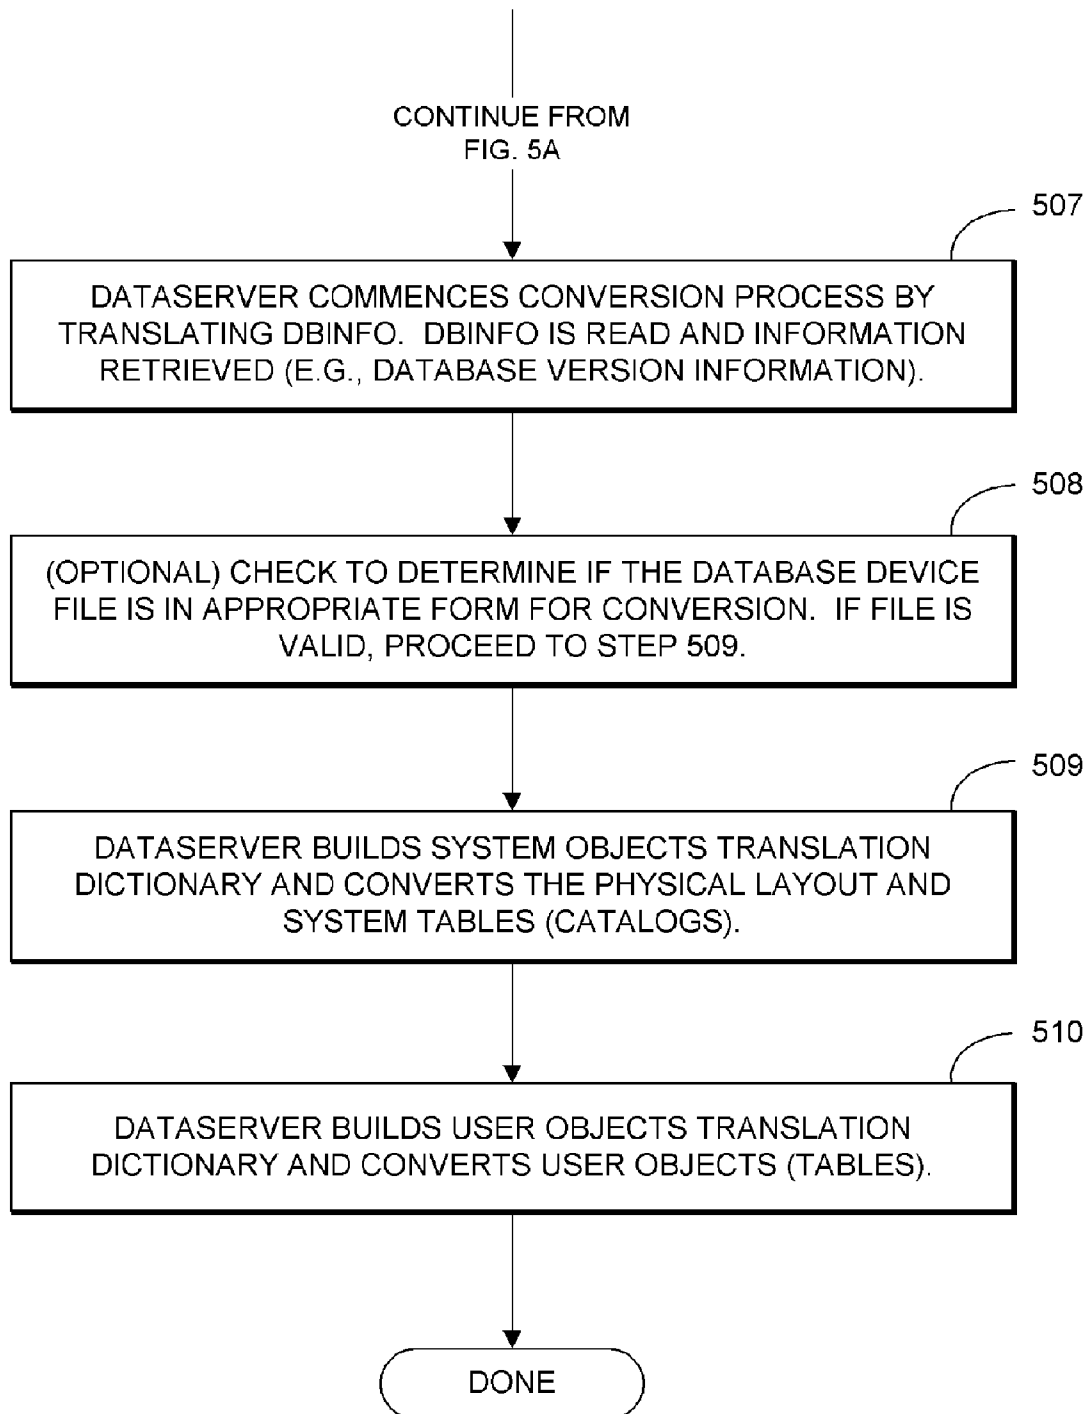 CONTINUE FROM
FIG. 5A
507
DATASERVER COMMENCES CONVERSION PROCESS BY
TRANSLATING DBINFO. DBINFO IS READ AND INFORMATION
RETRIEVED (E.G., DATABASE VERSION INFORMATION).
508
(OPTIONAL) CHECK TO DETERMINE IF THE DATABASE DEVICE
FILE IS IN APPROPRIATE FORM FOR CONVERSION. IF FILE IS
VALID, PROCEED TO STEP 509.
509
DATASERVER BUILDS SYSTEM OBJECTS TRANSLATION
DICTIONARY AND CONVERTS THE PHYSICAL LAYOUT AND
SYSTEM TABLES (CATALOGS).
510
DATASERVER BUILDS USER OBJECTS TRANSLATION
DICTIONARY AND CONVERTS USER OBJECTS (TABLES).
DONE